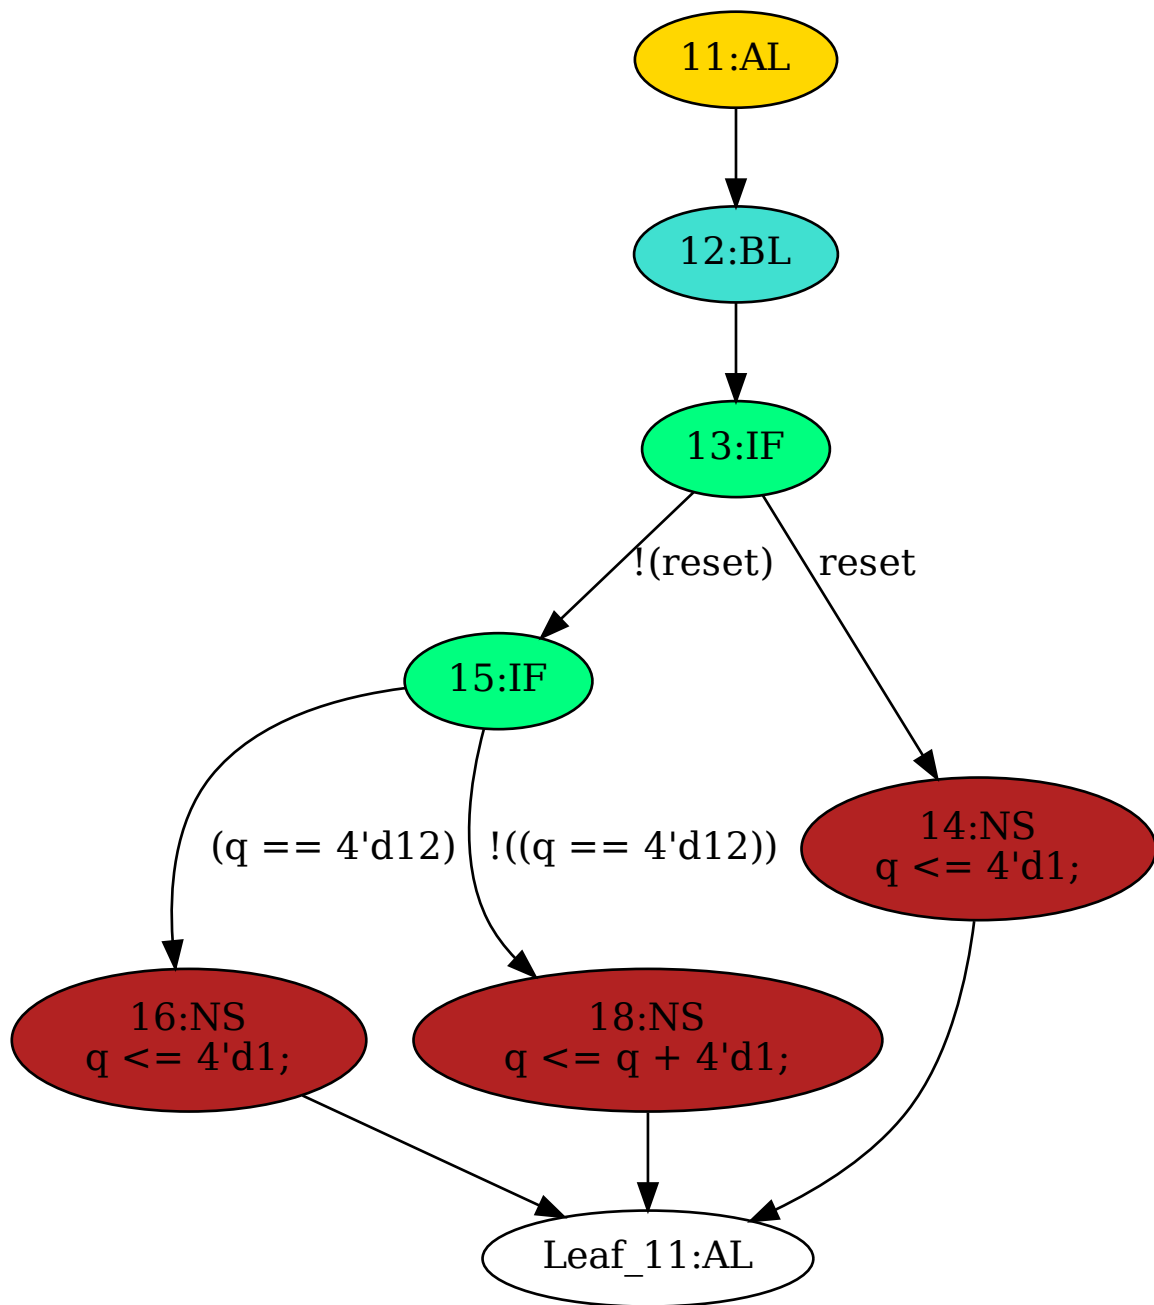 11:AL
12:BL
13:IF
!(reset)
reset
15:IF
(q == 4'd12)
!((q == 4'd12))
14:NS
q <= 4'd1;
16:NS
q <= 4'd1;
18:NS
q <= q + 4'd1;
Leaf_11:AL